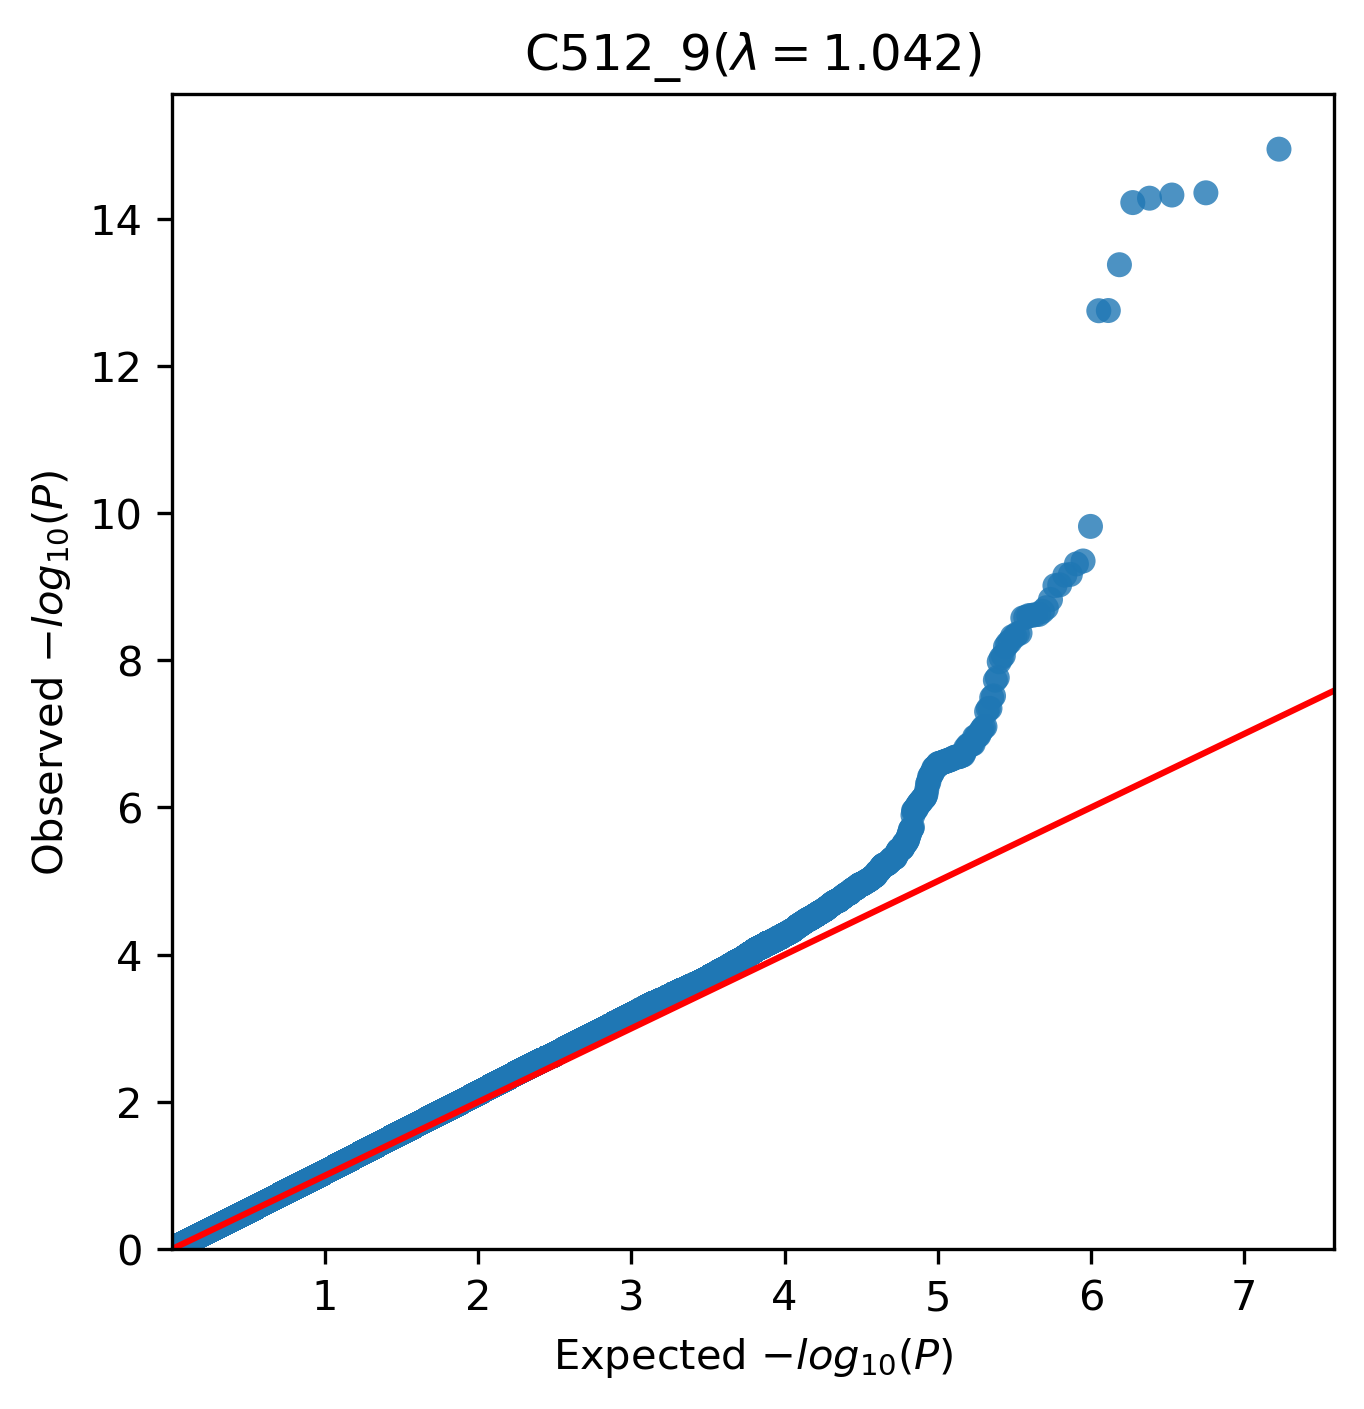 C512_9(λ = 1.042)
14
12
10
8
6
4
2
0
Observed −log₁₀(P)
1 2 3 4 5 6 7
Expected −log₁₀(P)